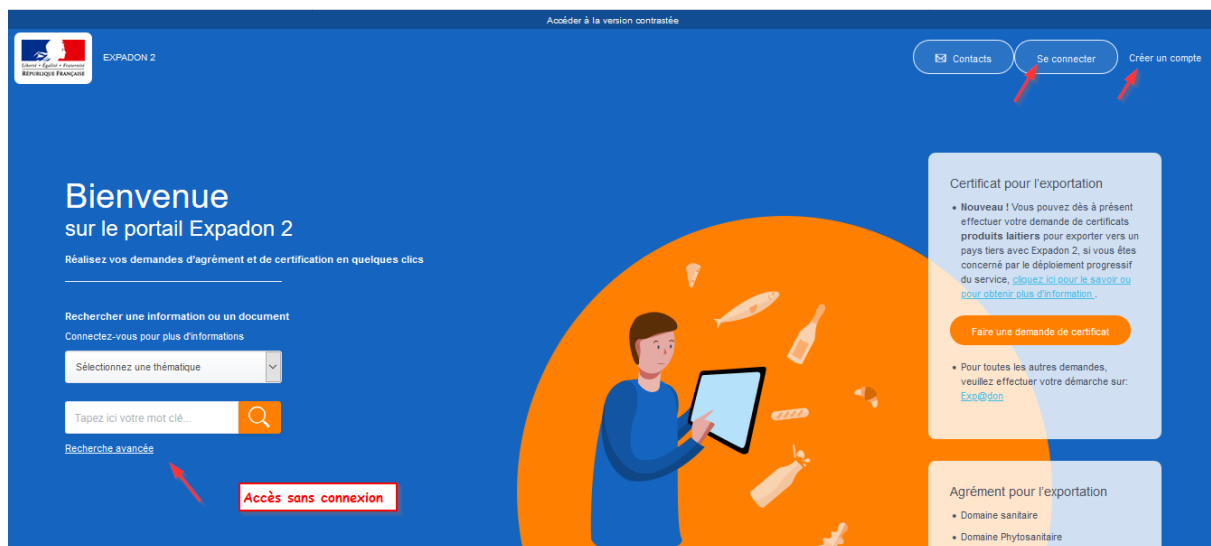 Accéder à la version contrastée
Liberté • Égalité • Fraternité
RÉPUBLIQUE FRANÇAISE
EXPADON 2
Contacts
Se connecter
Créer un compte
Bienvenue
sur le portail Expadon 2
Réalisez vos demandes d'agrément et de certification en quelques clics
Rechercher une information ou un document
Connectez-vous pour plus d'informations
Sélectionnez une thématique
Tapez ici votre mot clé...
Recherche avancée
Accès sans connexion
Certificat pour l'exportation
• Nouveau ! Vous pouvez dès à présent
effectuer votre demande de certificats
produits laitiers pour exporter vers un
pays tiers avec Expadon 2, si vous êtes
concerné par le déploiement progressif
du service, cliquez ici pour le savoir ou
pour obtenir plus d'information .
Faire une demande de certificat
• Pour toutes les autres demandes,
veuillez effectuer votre démarche sur:
Exp@don
Agrément pour l'exportation
• Domaine sanitaire
• Domaine Phytosanitaire